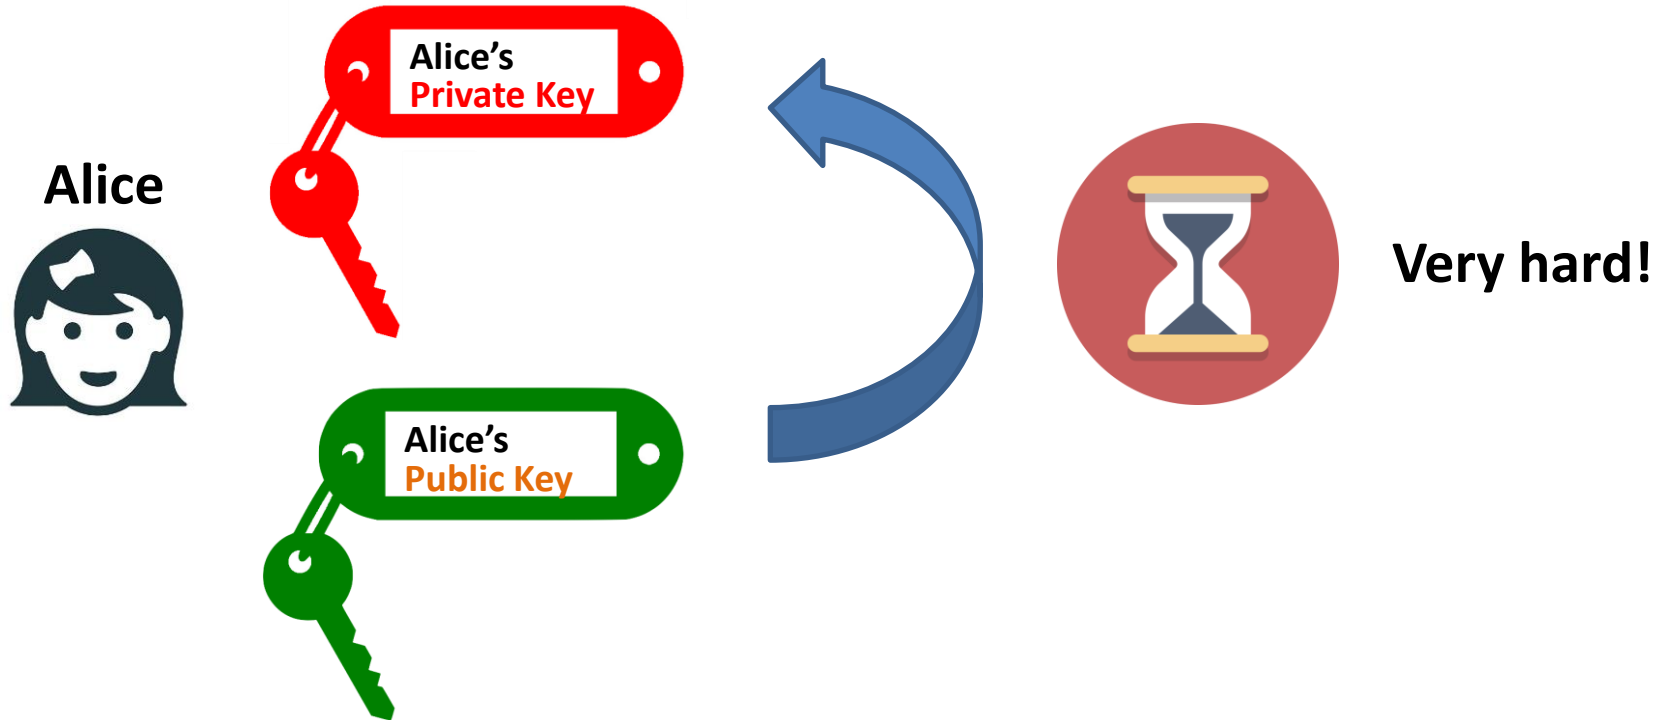 Alice
Alice’s
Private Key
Alice’s
Public Key
Very hard!